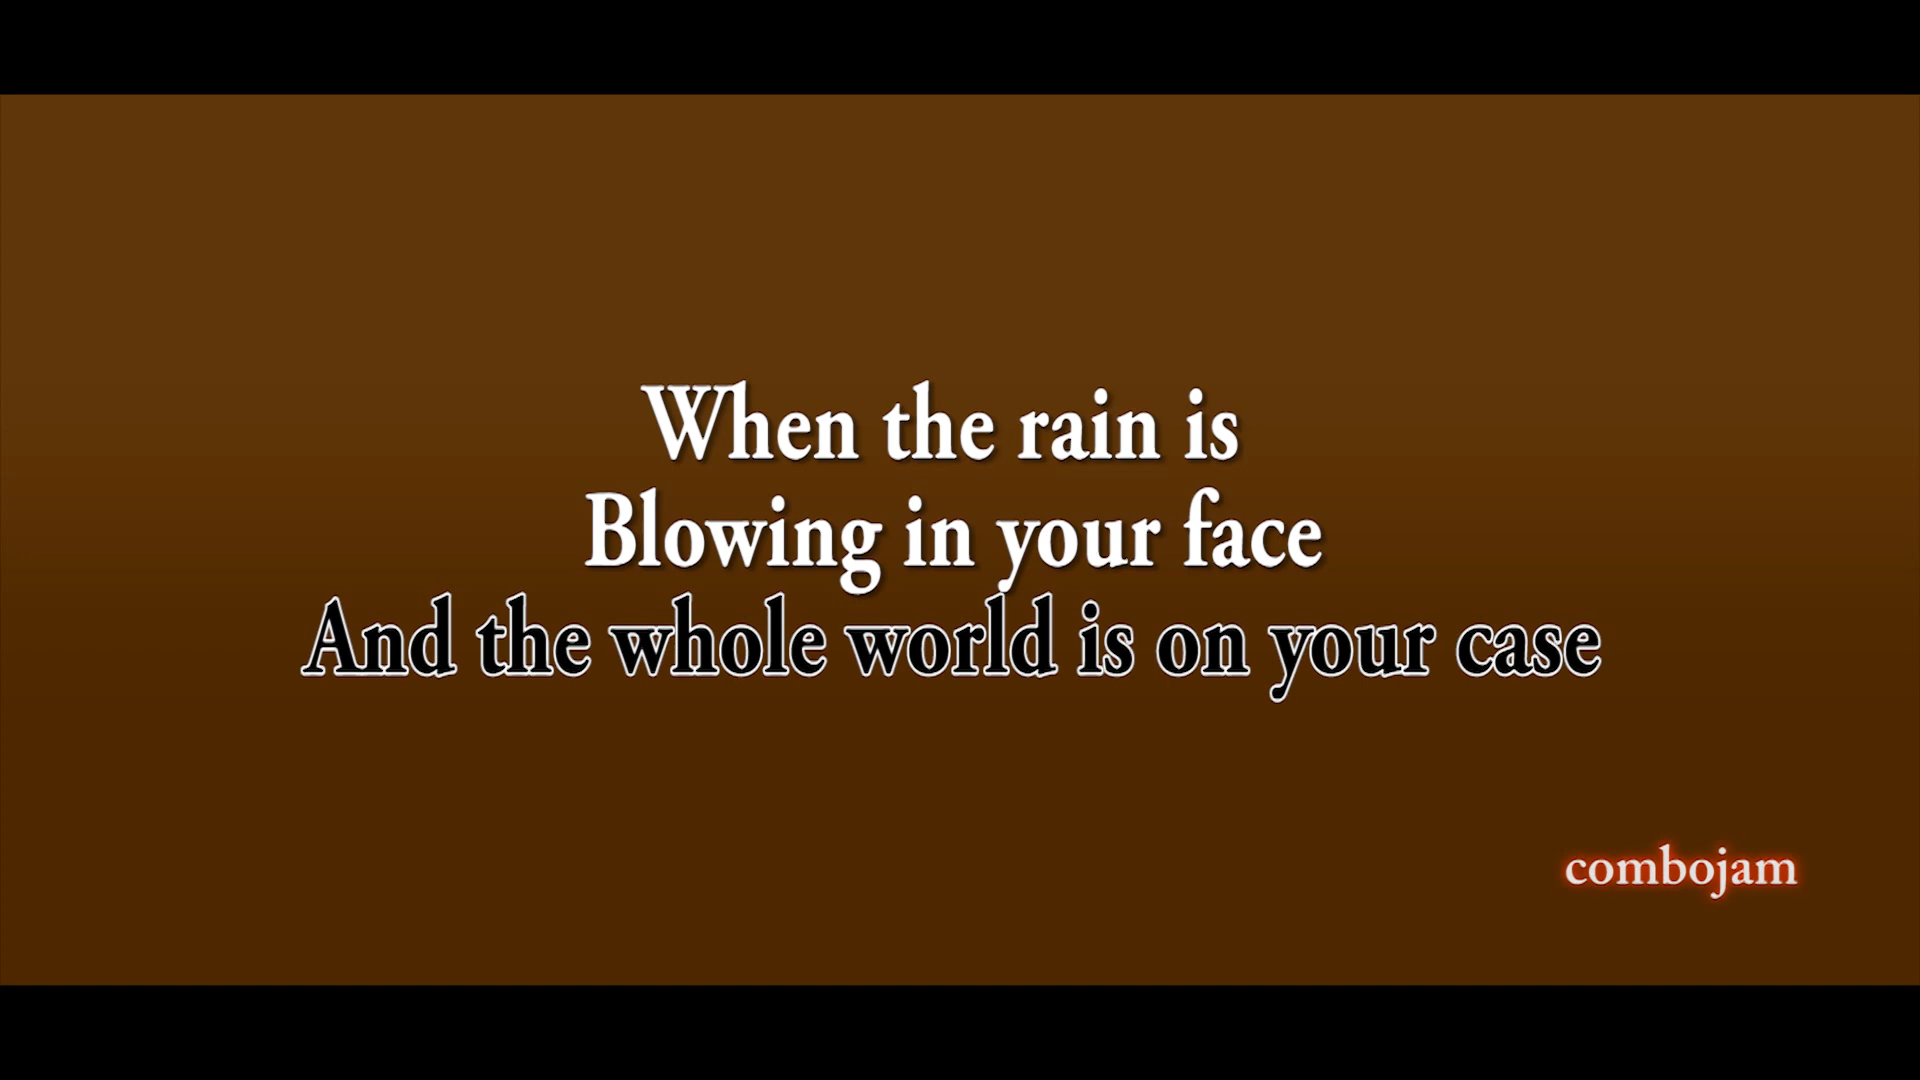 When the rain is
Blowing in your face
And the whole world is on your case
combojam